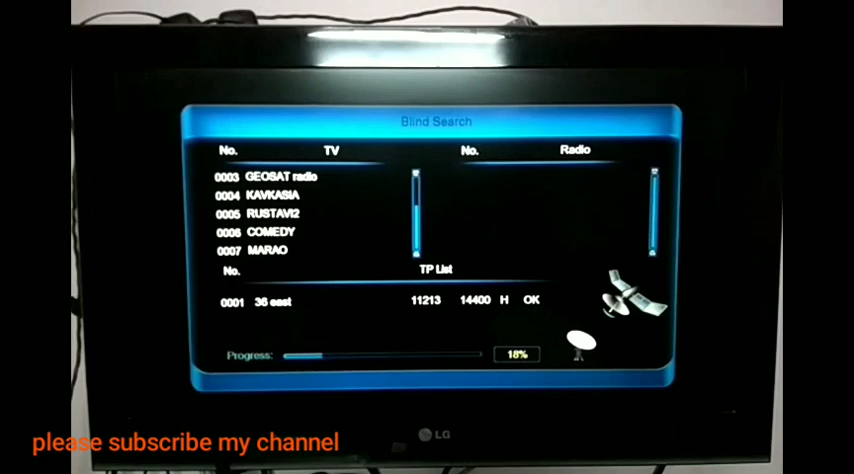 Blind Search
No. TV No. Radio
0003 GEOSAT radio
0004 KAVKASIA
0005 RUSTAVI2
0006 COMEDY
0007 MARAO
No. TP List
0001 36 east 11213 14400 H OK
Progress: 18%
LG
please subscribe my channel